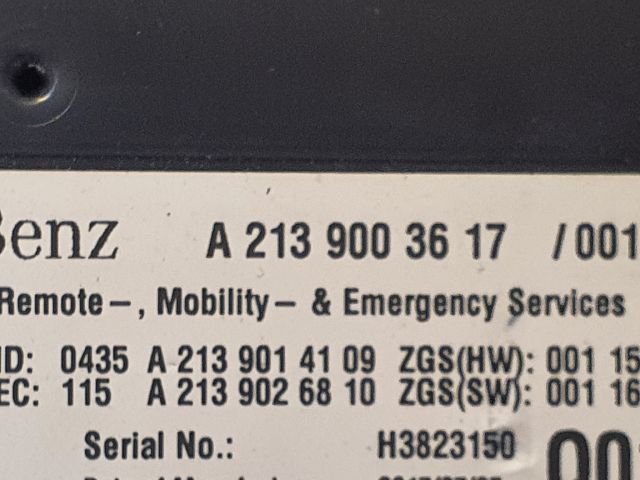 Benz A 213 900 36 17 /001
Remote-, Mobility- & Emergency Services
ID: 0435 A 213 901 41 09 ZGS(HW): 001 15
EC: 115 A 213 902 68 10 ZGS(SW): 001 16
Serial No.: H3823150